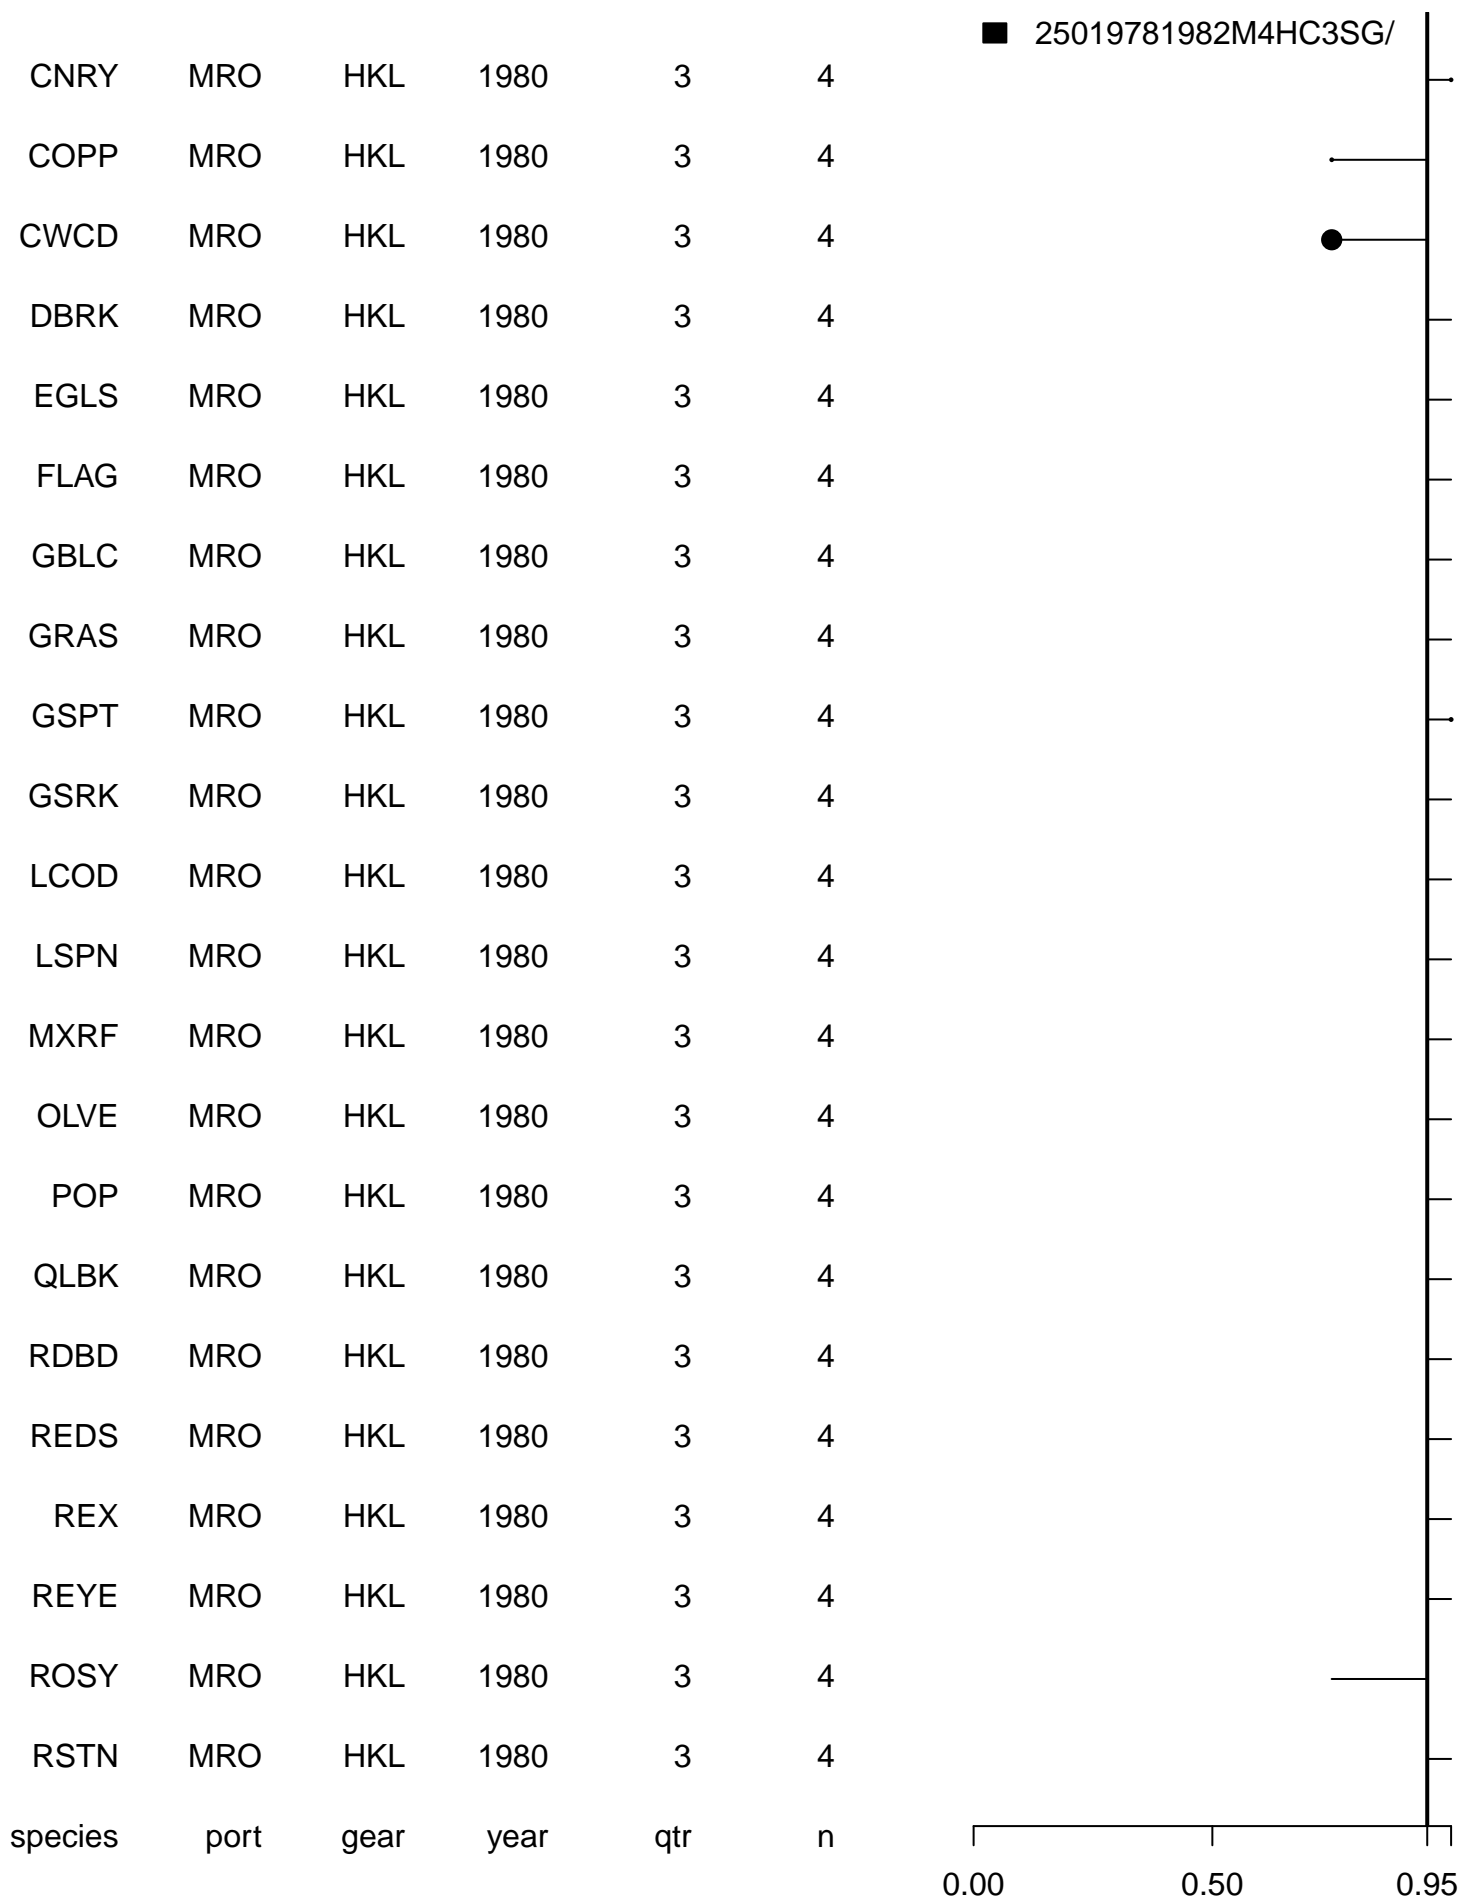 25019781982M4HC3SG/
CNRY MRO HKL 1980 3 4
COPP MRO HKL 1980 3 4
CWCD MRO HKL 1980 3 4
DBRK MRO HKL 1980 3 4
EGLS MRO HKL 1980 3 4
FLAG MRO HKL 1980 3 4
GBLC MRO HKL 1980 3 4
GRAS MRO HKL 1980 3 4
GSPT MRO HKL 1980 3 4
GSRK MRO HKL 1980 3 4
LCOD MRO HKL 1980 3 4
LSPN MRO HKL 1980 3 4
MXRF MRO HKL 1980 3 4
OLVE MRO HKL 1980 3 4
POP MRO HKL 1980 3 4
QLBK MRO HKL 1980 3 4
RDBD MRO HKL 1980 3 4
REDS MRO HKL 1980 3 4
REX MRO HKL 1980 3 4
REYE MRO HKL 1980 3 4
ROSY MRO HKL 1980 3 4
RSTN MRO HKL 1980 3 4
species port gear year qtr n
0.00 0.50 0.95